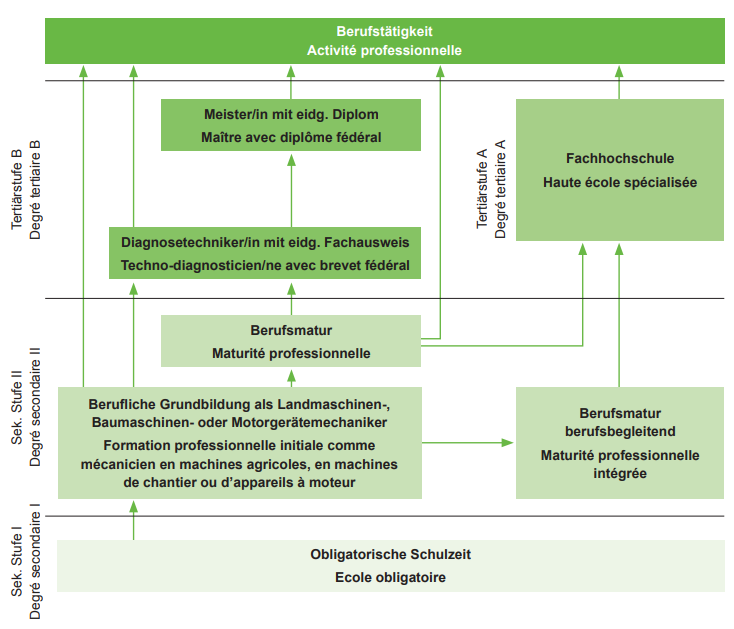 Berufstätigkeit
Activité professionnelle
Tertiärstufe B
Degré tertiaire B
Meister/in mit eidg. Diplom
Maître avec diplôme fédéral
Tertiärstufe A
Degré tertiaire A
Fachhochschule
Haute école spécialisée
Diagnosetechniker/in mit eidg. Fachausweis
Techno-diagnosticien/ne avec brevet fédéral
Sek. Stufe II
Degré secondaire II
Berufsmatur
Maturité professionnelle
Berufliche Grundbildung als Landmaschinen-,
Baumaschinen- oder Motorgerätemechaniker
Formation professionnelle initiale comme
mécanicien en machines agricoles, en machines
de chantier ou d’appareils à moteur
Berufsmatur
berufsbegleitend
Maturité professionnelle
intégrée
Sek. Stufe I
Degré secondaire I
Obligatorische Schulzeit
Ecole obligatoire